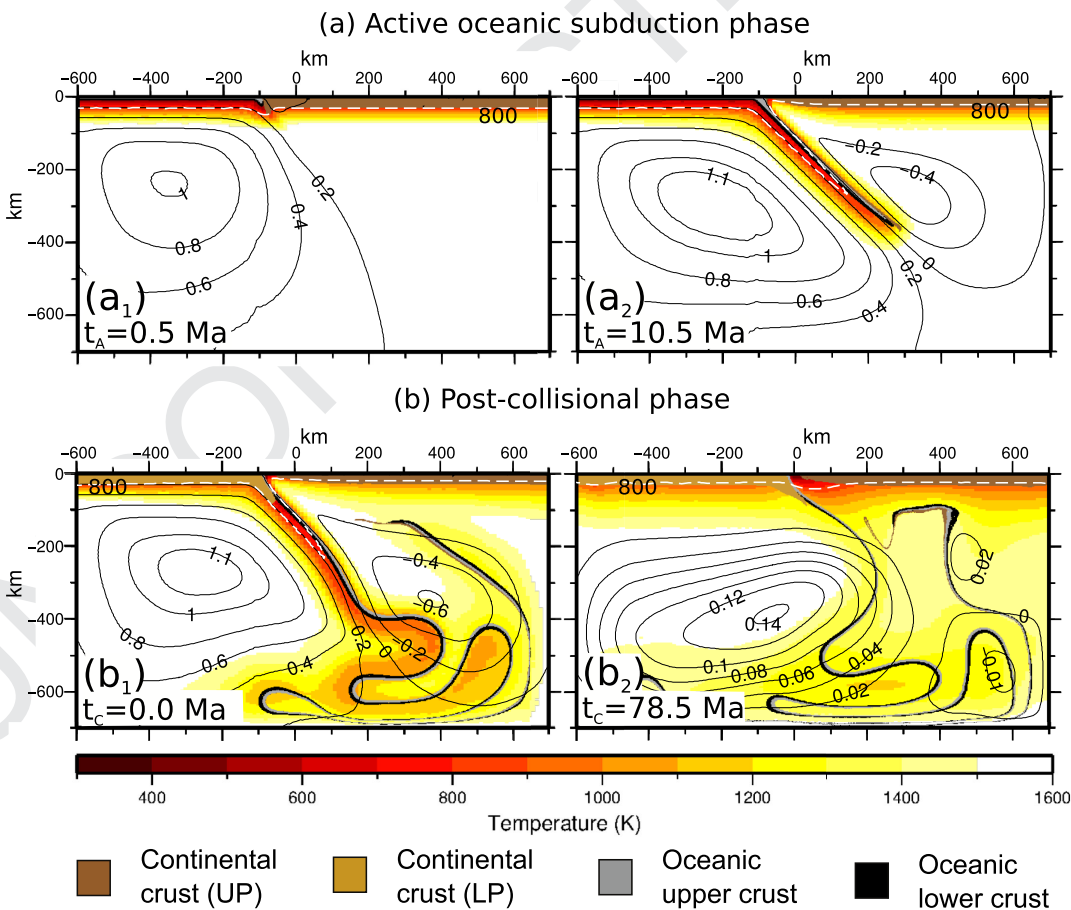 (a) Active oceanic subduction phase
km
km
−600 −400 −200 0 200 400 600
−600 −400 −200 0 200 400 600
0
−200
−400
−600
km
800
1
0.8
0.6
0.4
0.2
(a1)
tA=0.5 Ma
800
−0.2
−0.4
1.1
1
0.8
0.6
0.4
0.2
0
(a2)
tA=10.5 Ma
(b) Post-collisional phase
km
km
−600 −400 −200 0 200 400 600
−600 −400 −200 0 200 400 600
0
−200
−400
−600
km
800
1.1
1
0.8
0.6
0.4
0.2
0
−0.2
−0.4
−0.6
(b1)
tC=0.0 Ma
800
0.12
0.14
0.1
0.08
0.06
0.04
0.02
0.02
0
−0.01
(b2)
tC=78.5 Ma
400 600 800 1000 1200 1400 1600
Temperature (K)
Continental
crust (UP)
Continental
crust (LP)
Oceanic
upper crust
Oceanic
lower crust